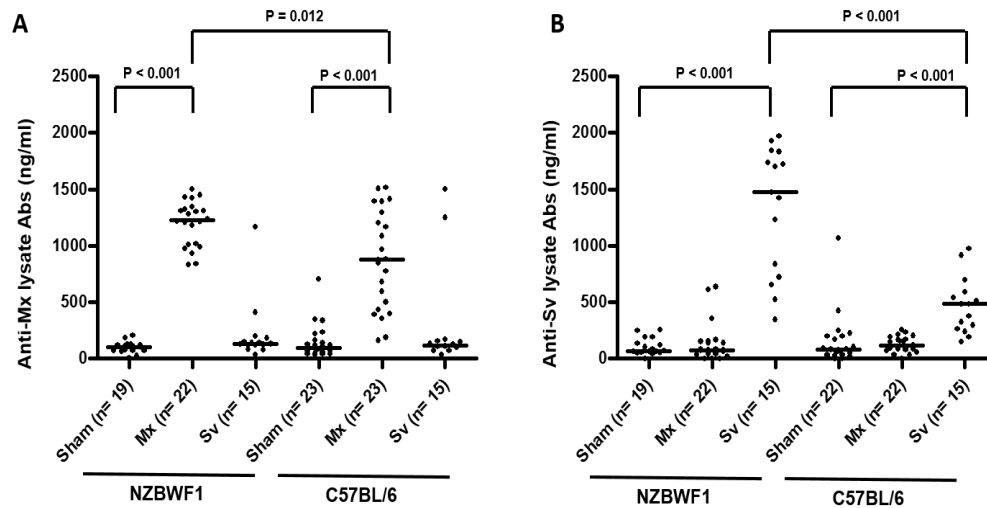 A
P = 0.012
P < 0.001
P < 0.001
Anti-Mx lysate Abs (ng/ml)
2500
2000
1500
1000
500
0
Sham (n= 19)
Mx (n= 22)
Sv (n= 15)
Sham (n= 23)
Mx (n= 23)
Sv (n= 15)
NZBWF1
C57BL/6
B
P < 0.001
P < 0.001
P < 0.001
Anti-Sv lysate Abs (ng/ml)
2500
2000
1500
1000
500
0
Sham (n= 19)
Mx (n= 22)
Sv (n= 15)
Sham (n= 22)
Mx (n= 22)
Sv (n= 15)
NZBWF1
C57BL/6